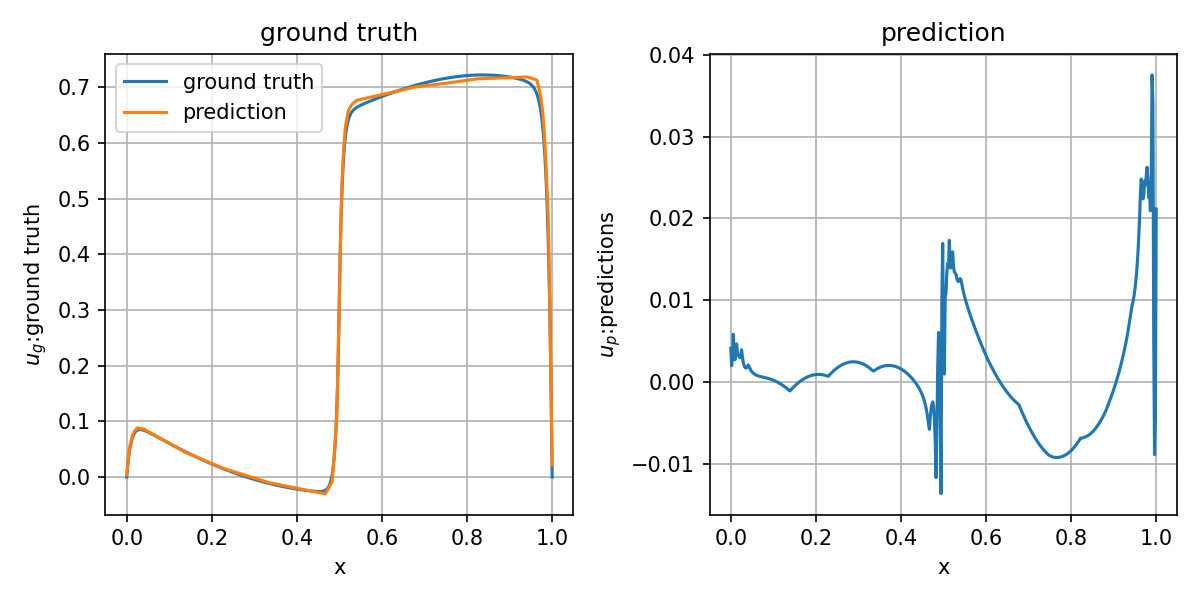 ground truth
ground truth
prediction
0.7
0.6
0.5
0.4
0.3
0.2
0.1
0.0
u_g:ground truth
0.0 0.2 0.4 0.6 0.8 1.0
x
prediction
0.04
0.03
0.02
0.01
0.00
−0.01
u_p:predictions
0.0 0.2 0.4 0.6 0.8 1.0
x